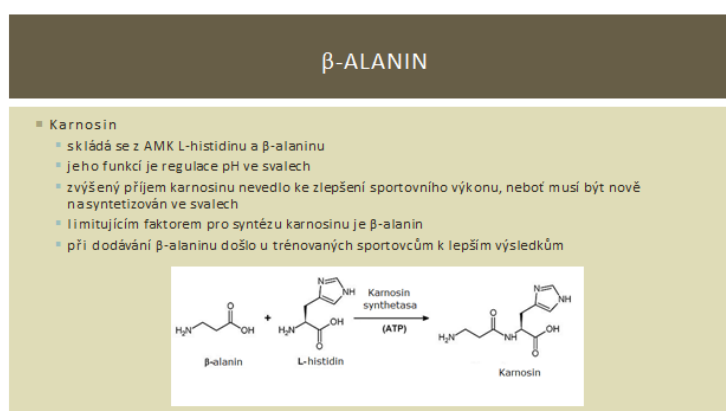 β-ALANIN
Karnosin
skládá se z AMK L-histidinu a β-alaninu
jeho funkcí je regulace pH ve svalech
zvýšený příjem karnosinu nevedlo ke zlepšení sportovního výkonu, neboť musí být nově
nasyntetizován ve svalech
limitujícím faktorem pro syntézu karnosinu je β-alanin
při dodávání β-alaninu došlo u trénovaných sportovcům k lepším výsledkům
H₂N
O
OH
β-alanin
+
N
NH
H₂N
OH
O
L-histidin
Karnosin
synthetasa
(ATP)
H₂N
O
NH
N
NH
OH
O
Karnosin